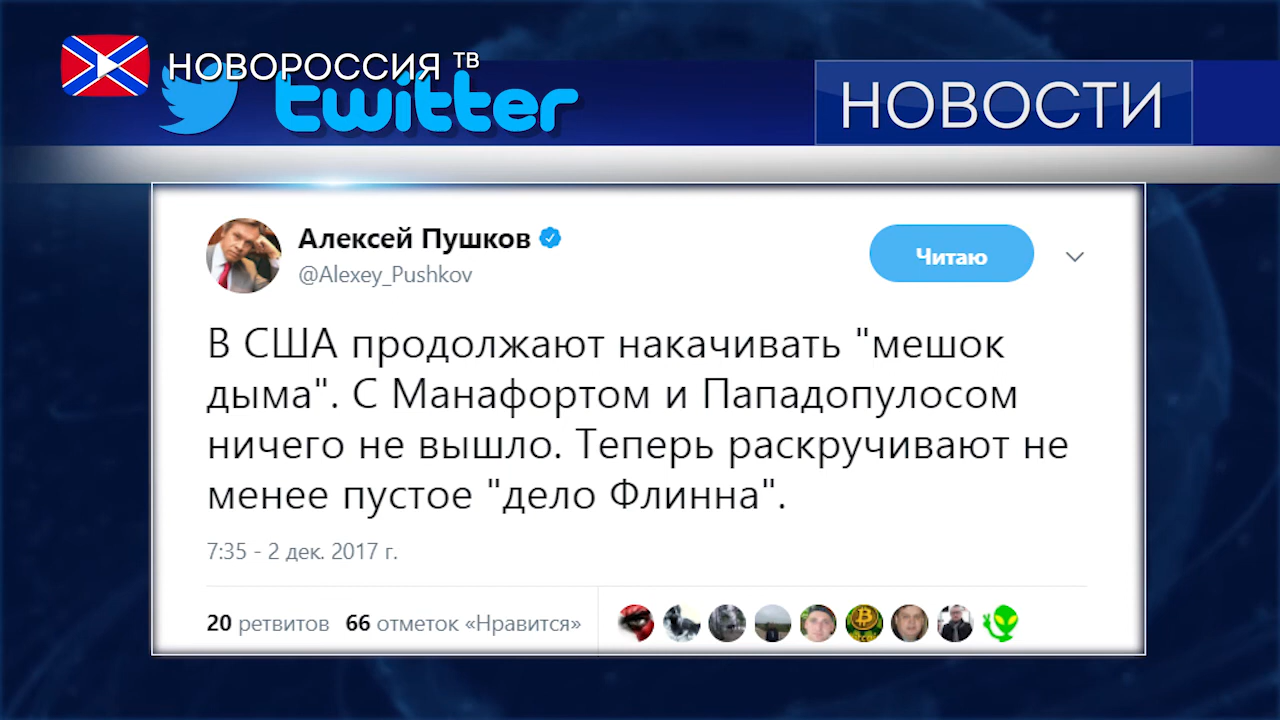 НОВОРОССИЯ ТВ
twitter
НОВОСТИ
Алексей Пушков
@Alexey_Pushkov
Читаю
В США продолжают накачивать "мешок
дыма". С Манафортом и Пападопулосом
ничего не вышло. Теперь раскручивают не
менее пустое "дело Флинна".
7:35 - 2 дек. 2017 г.
20 ретвитов 66 отметок «Нравится»